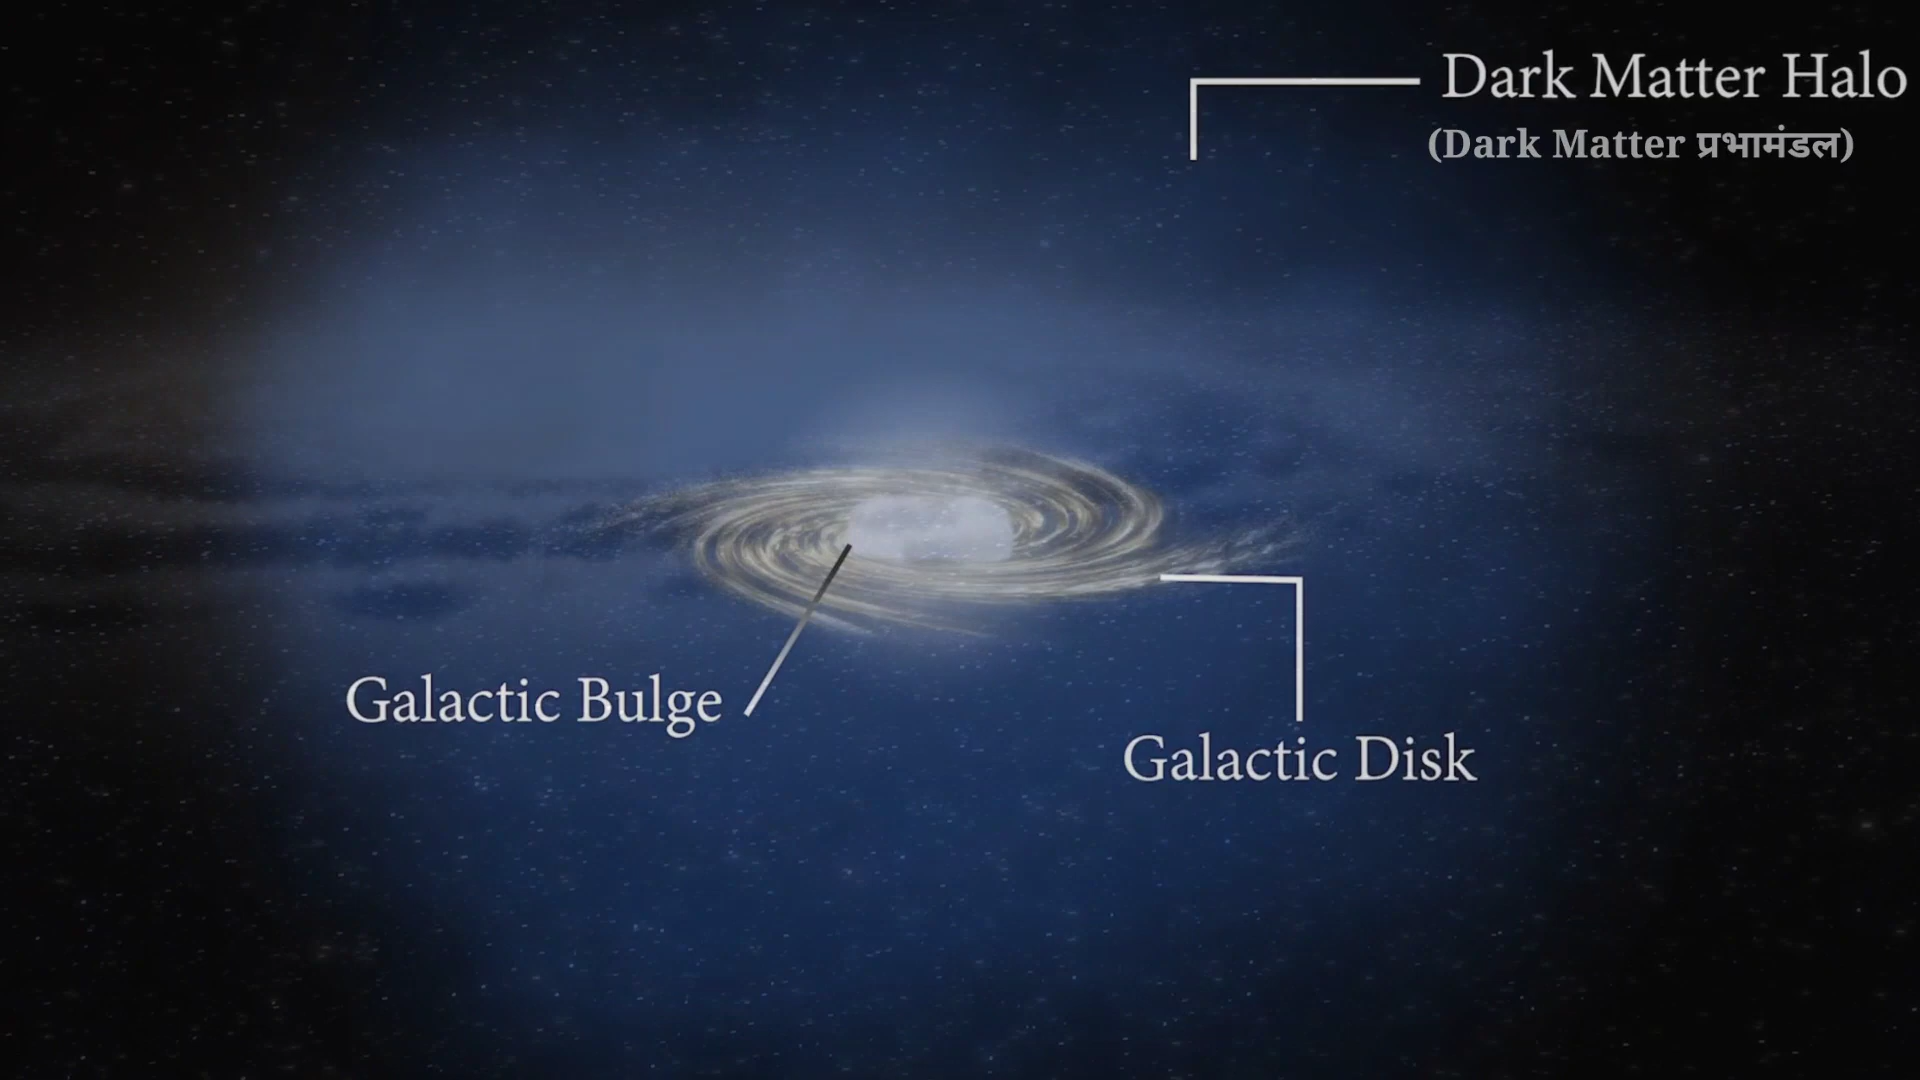 Dark Matter Halo
(Dark Matter प्रभामंडल)
Galactic Bulge
Galactic Disk